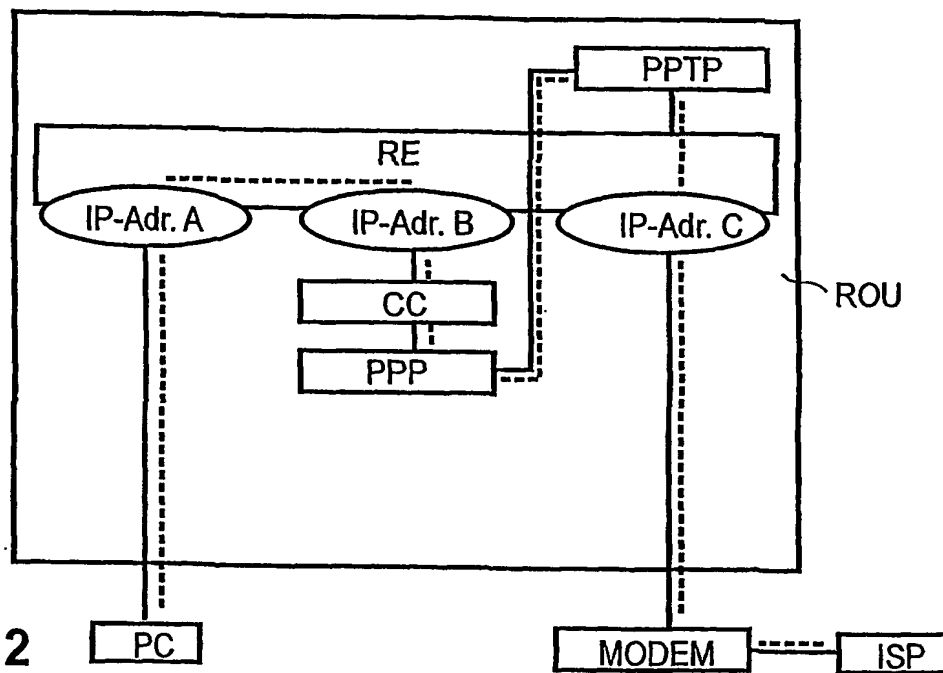 PPTP
RE
IP-Adr. A
IP-Adr. B
IP-Adr. C
ROU
CC
PPP
2
PC
MODEM
ISP